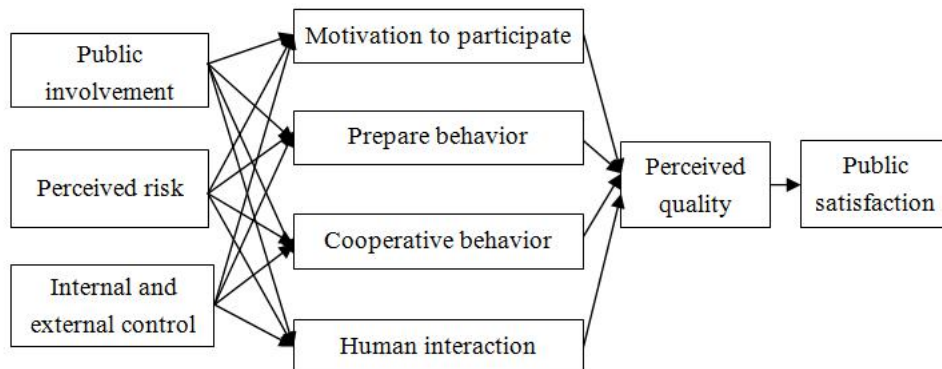 Public
involvement
Perceived risk
Internal and
external control
Motivation to participate
Prepare behavior
Cooperative behavior
Human interaction
Perceived
quality
Public
satisfaction